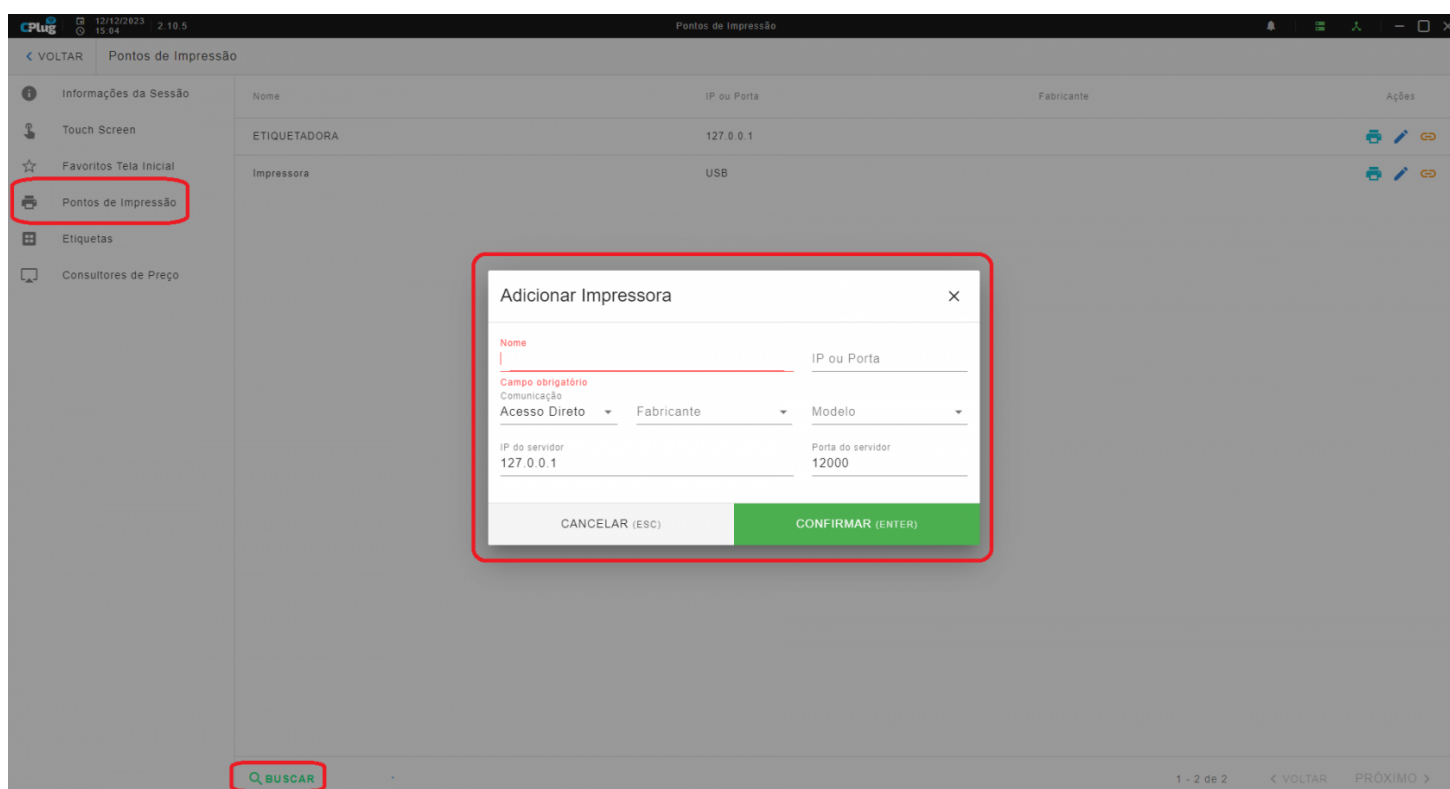 CPlug 12/12/2023 15:04 2.10.5 Pontos de Impressão
VOLTAR Pontos de Impressão
Informações da Sessão
Touch Screen
Favoritos Tela Inicial
Pontos de Impressão
Etiquetas
Consultores de Preço
Nome IP ou Porta Fabricante Ações
ETIQUETADORA 127.0.0.1
Impressora USB
Adicionar Impressora
Nome
IP ou Porta
Campo obrigatório
Comunicação
Acesso Direto Fabricante Modelo
IP do servidor Porta do servidor
127.0.0.1 12000
CANCELAR (ESC) CONFIRMAR (ENTER)
BUSCAR 1 - 2 de 2 VOLTAR PRÓXIMO